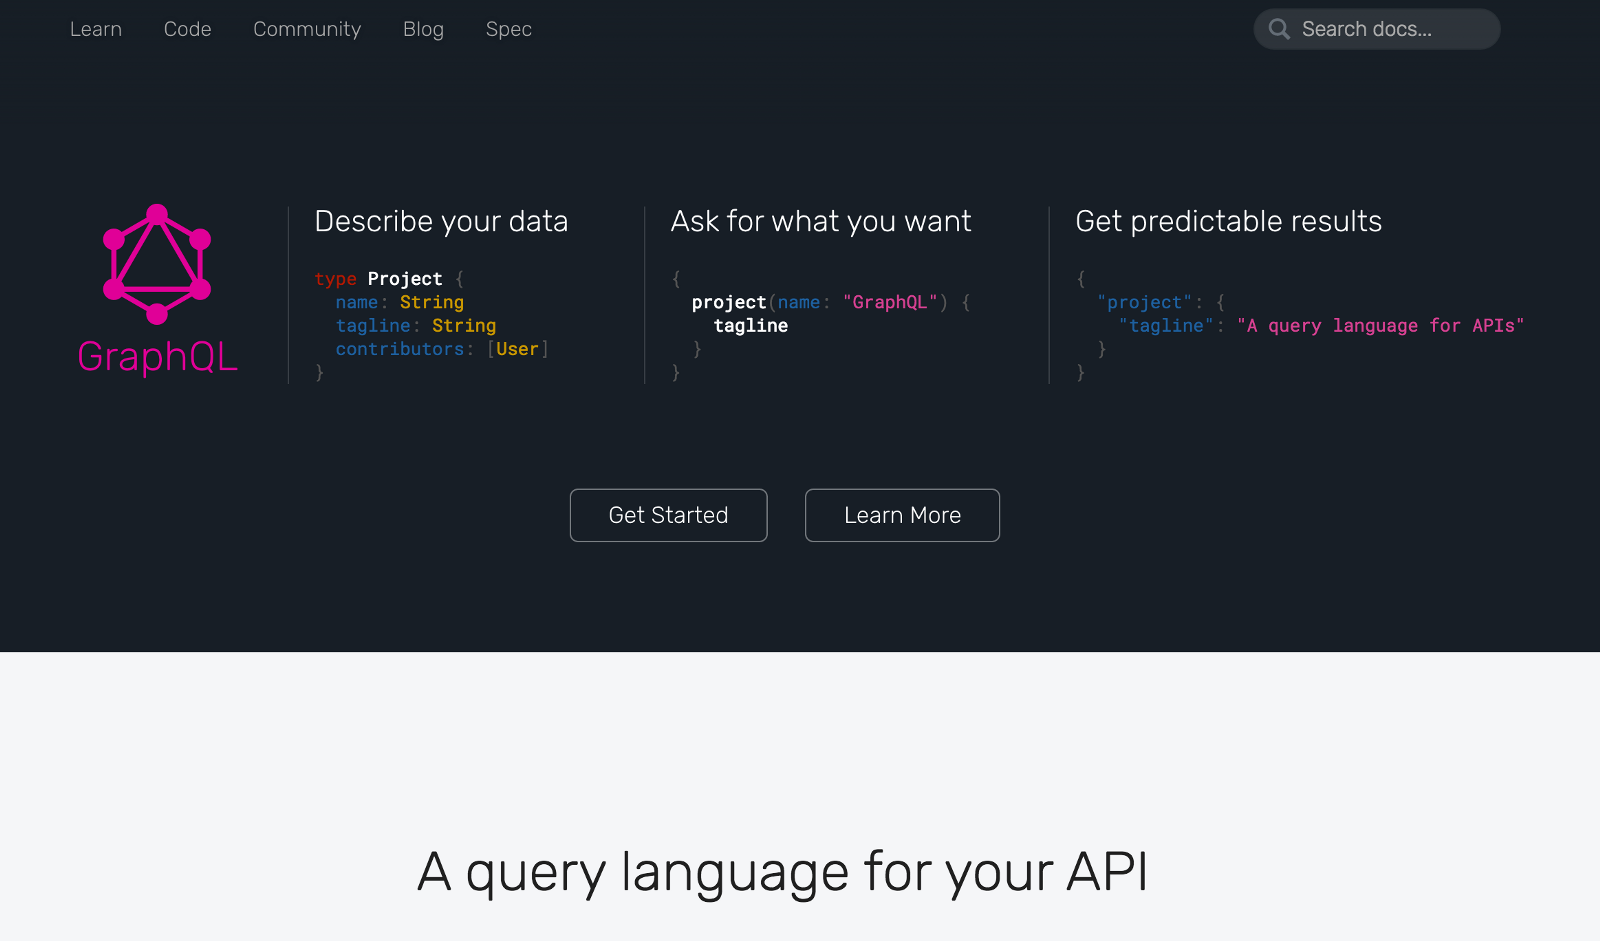 Learn Code Community Blog Spec Search docs...
GraphQL
Describe your data
type Project {
  name: String
  tagline: String
  contributors: [User]
}
Ask for what you want
{
  project(name: "GraphQL") {
    tagline
  }
}
Get predictable results
{
  "project": {
    "tagline": "A query language for APIs"
  }
}
Get Started Learn More
A query language for your API